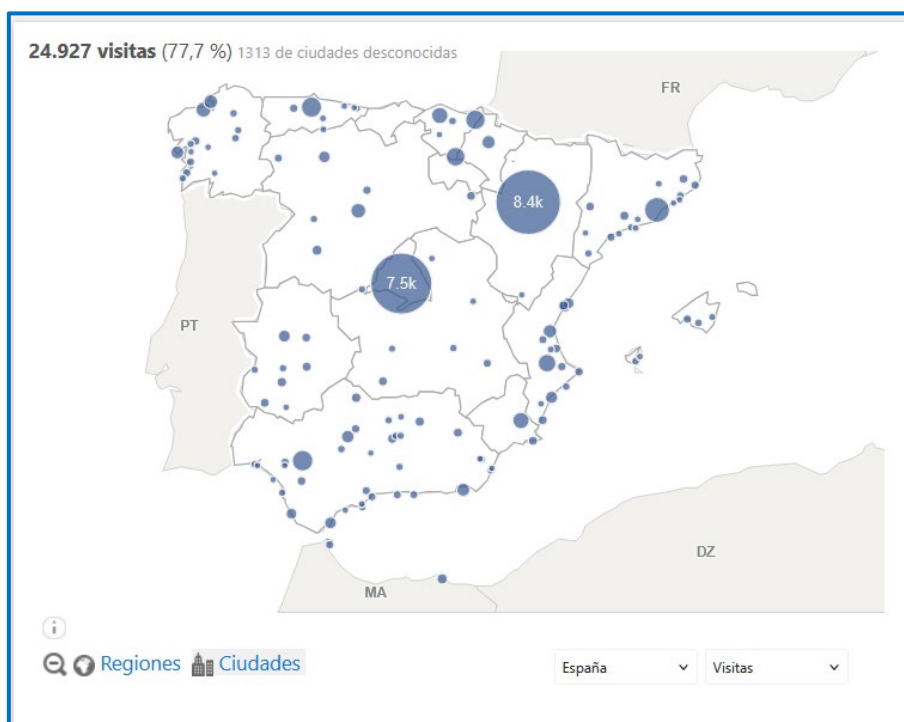 24.927 visitas (77,7 %) 1313 de ciudades desconocidas
FR
8.4k
7.5k
PT
DZ
MA
i
Regiones Ciudades España Visitas